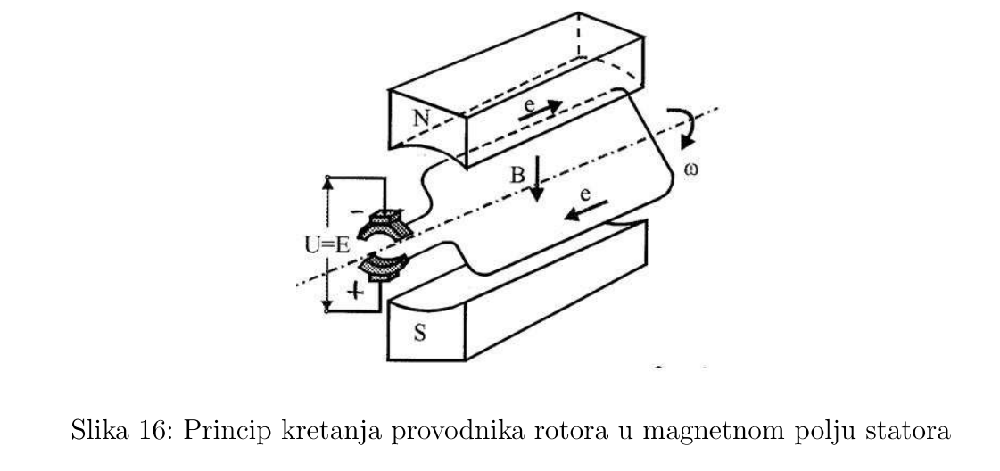 N
e
B
e
ω
-
U=E
+
S
Slika 16: Princip kretanja provodnika rotora u magnetnom polju statora